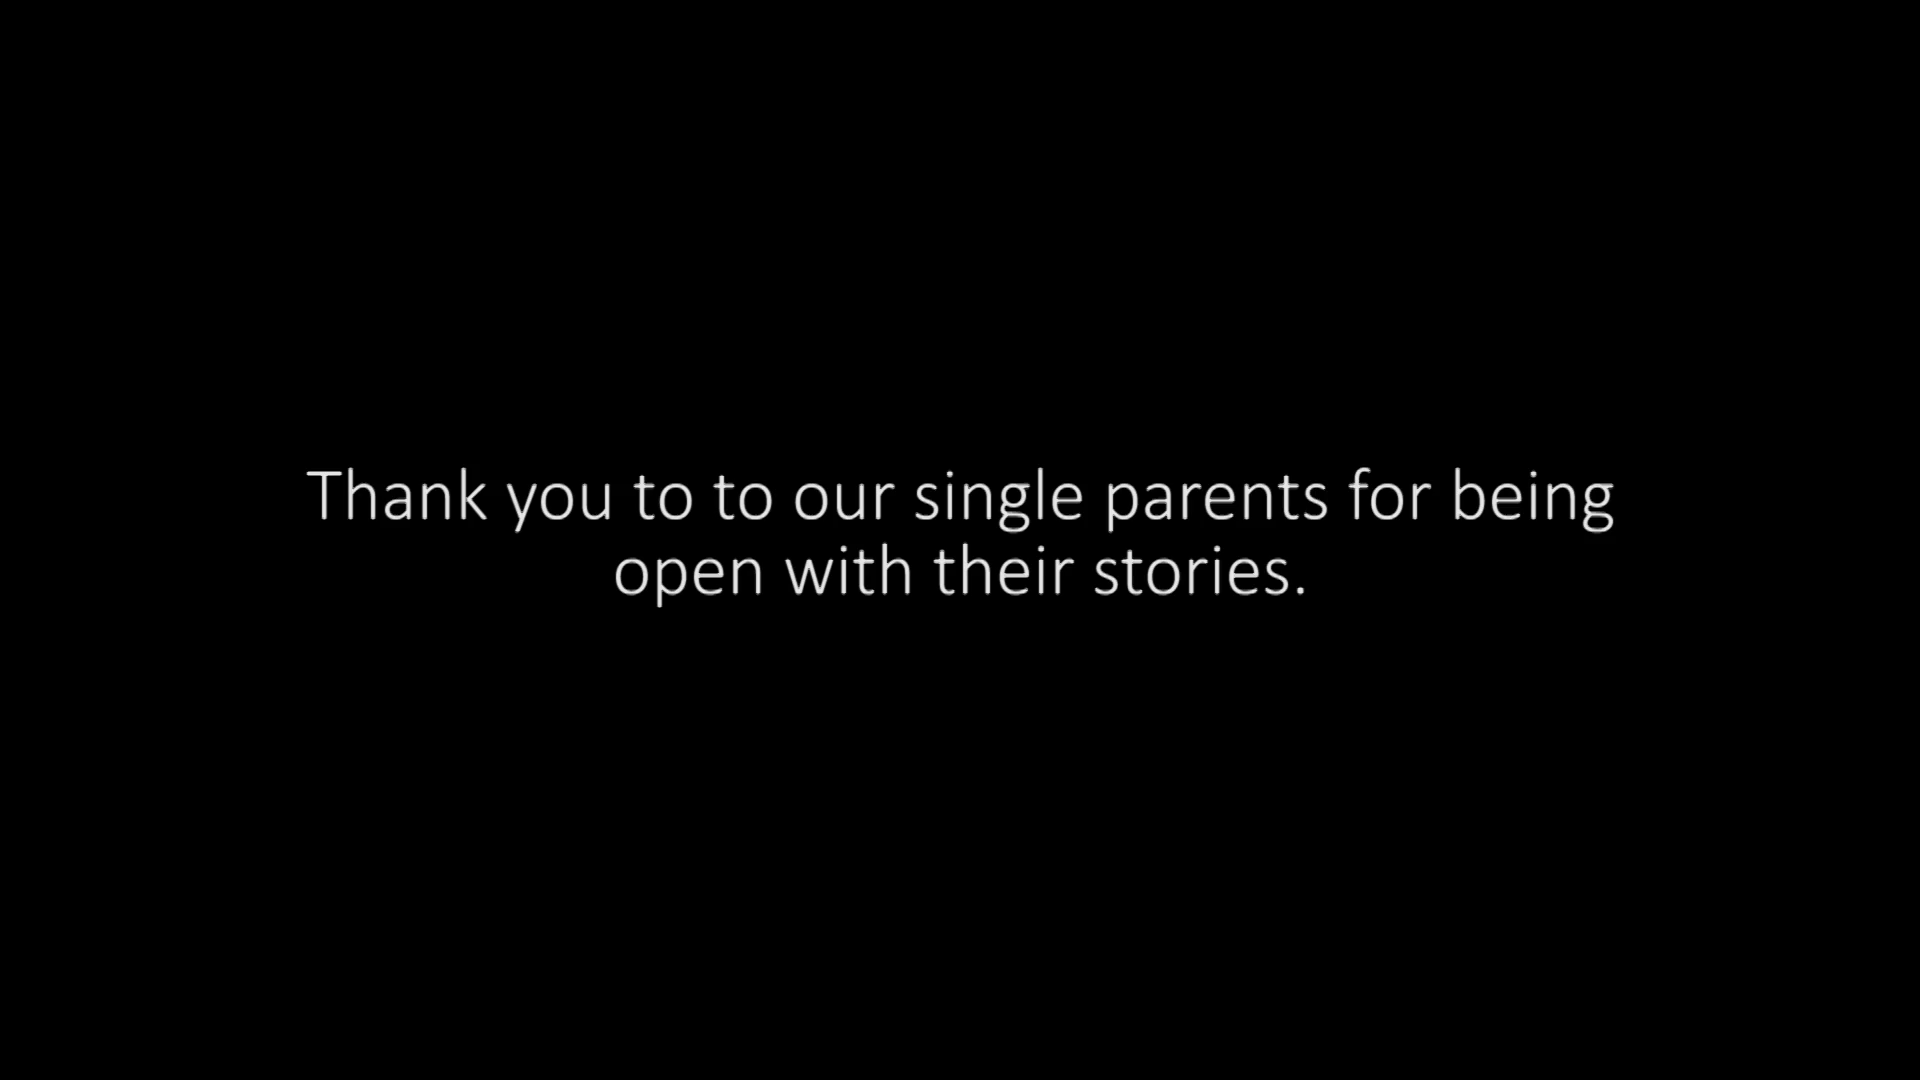 Thank you to to our single parents for being
open with their stories.